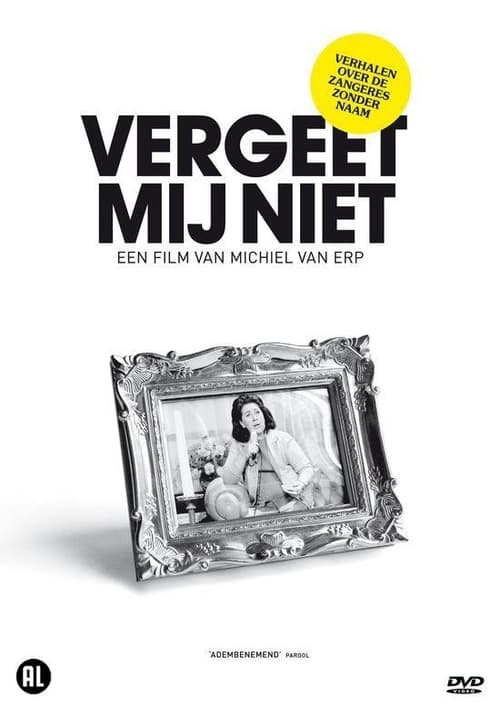 VERHALEN
OVER DE
ZANGERES
ZONDER
NAAM
VERGEET
MIJ NIET
EEN FILM VAN MICHIEL VAN ERP
'ADEMBENEMEND' PAROOL
AL
DVD
VIDEO